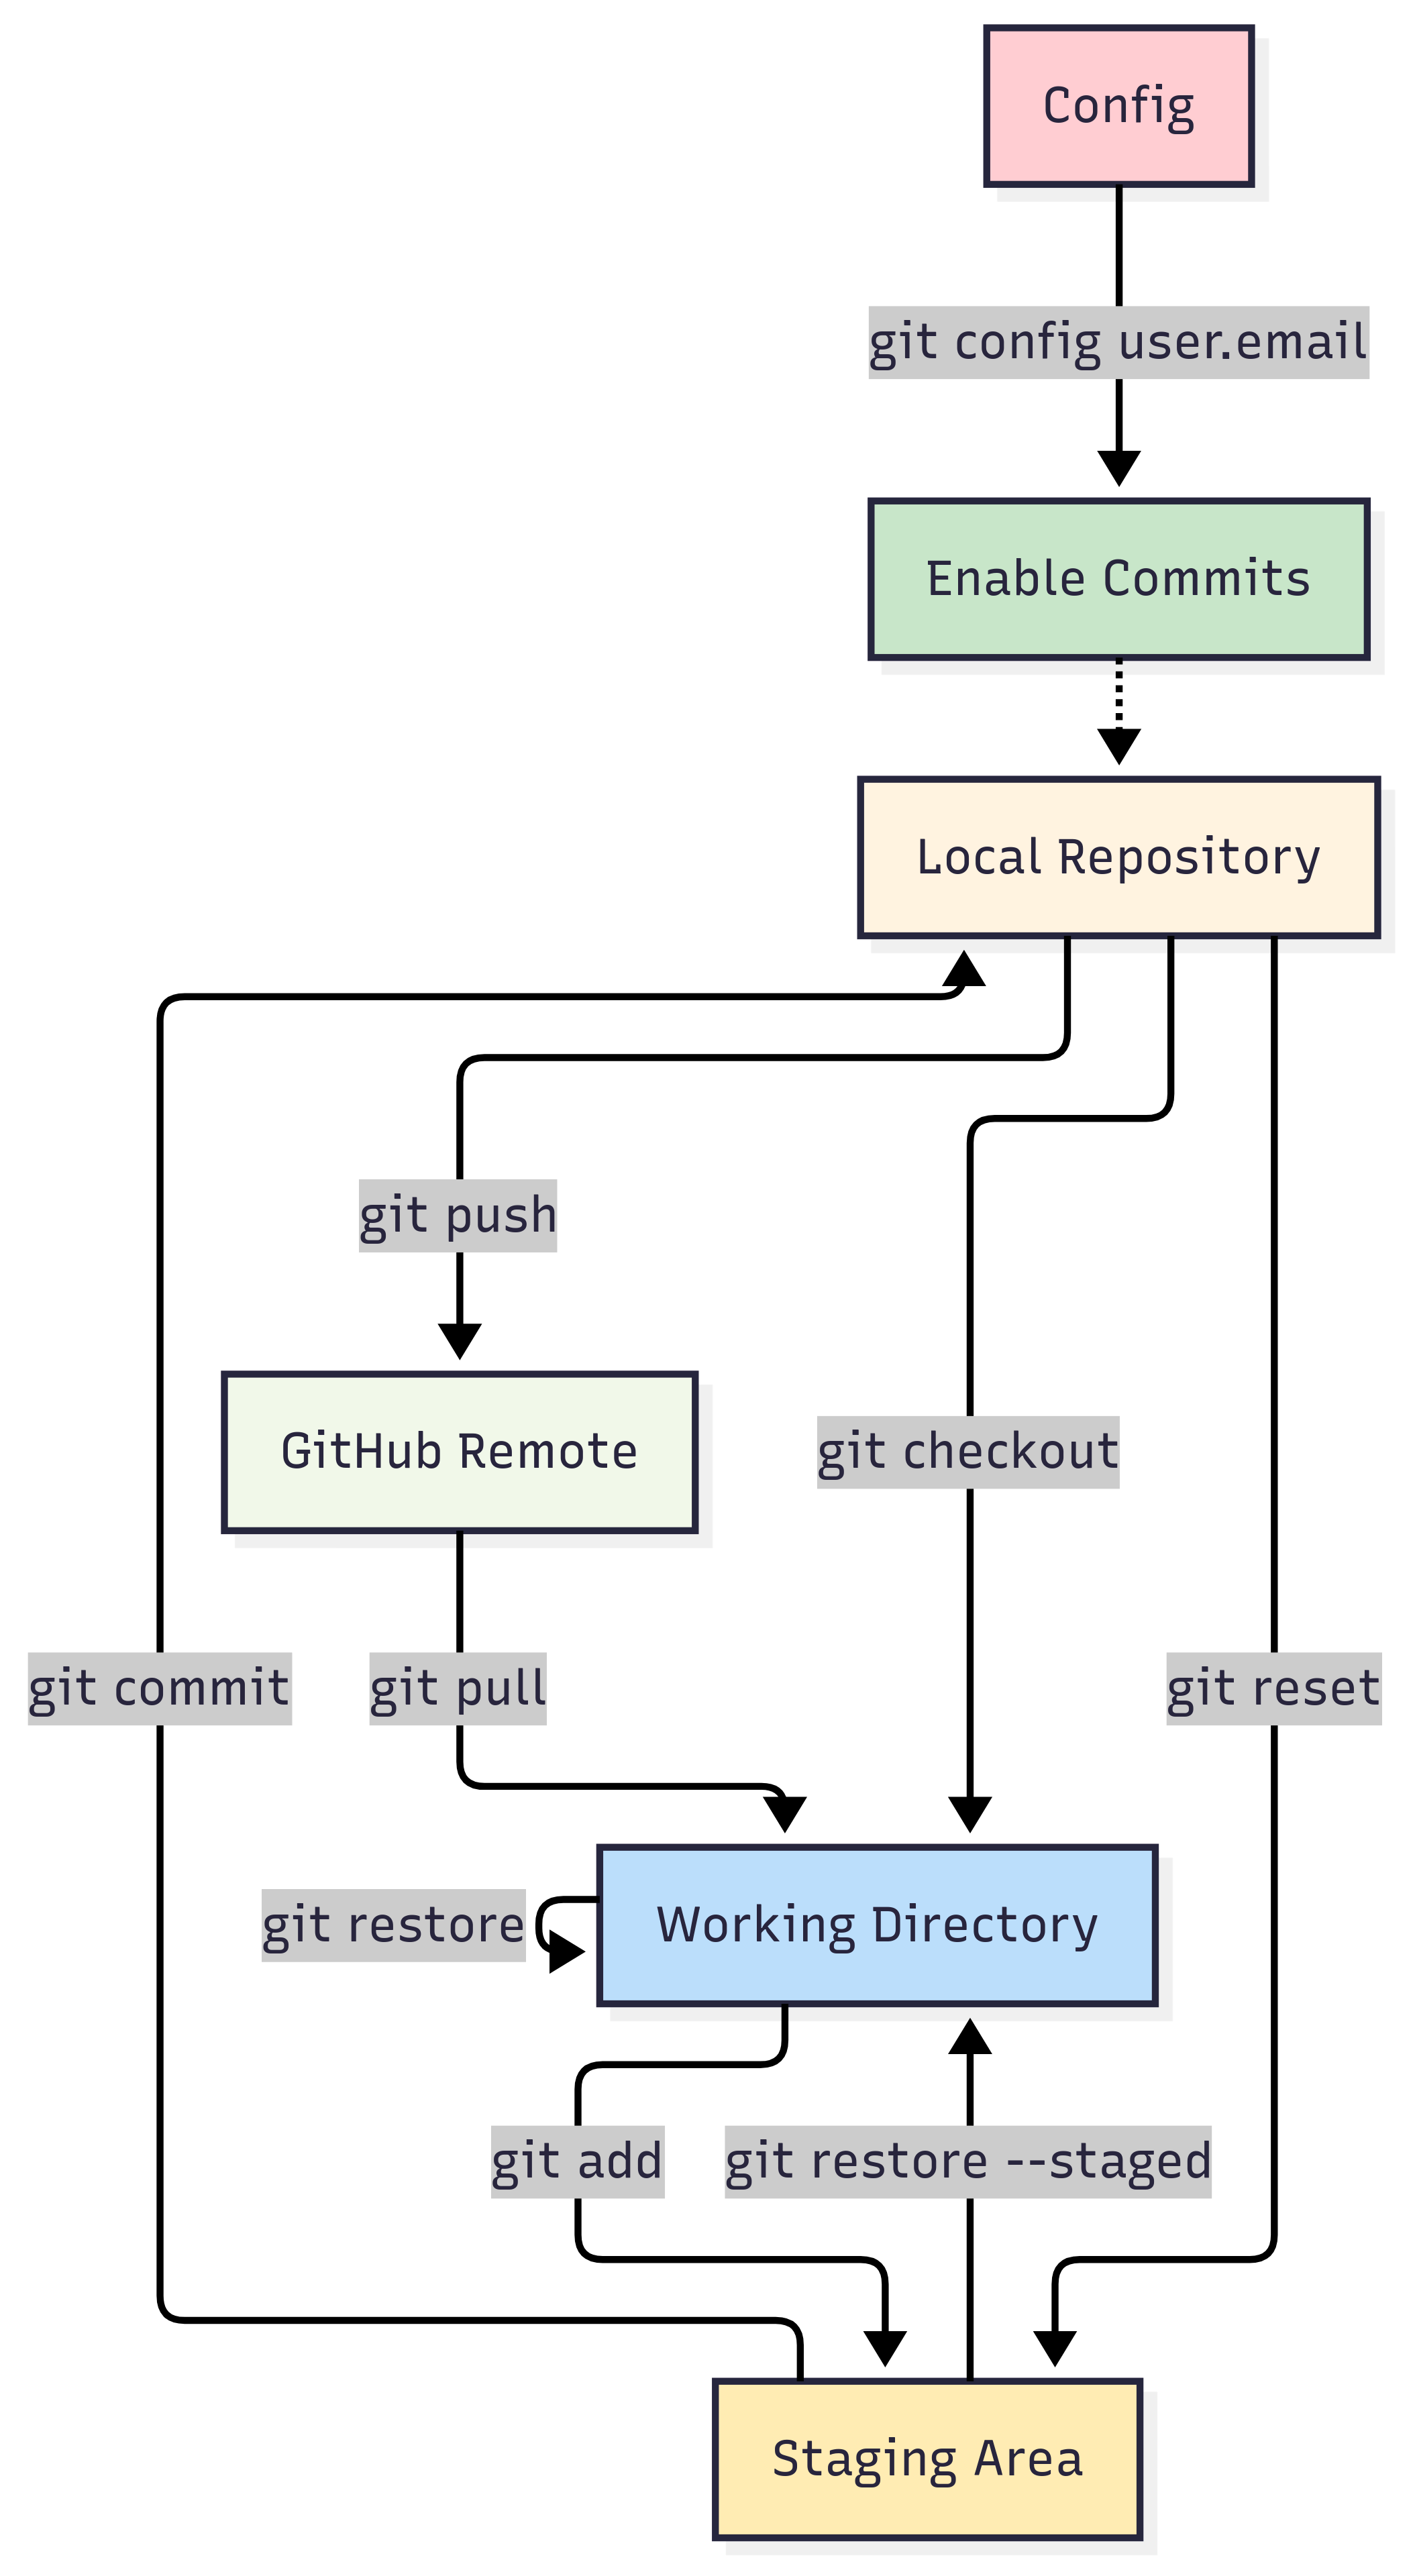 Config
git config user.email
Enable Commits
Local Repository
git push
GitHub Remote
git checkout
git commit
git pull
git reset
git restore
Working Directory
git add
git restore --staged
Staging Area